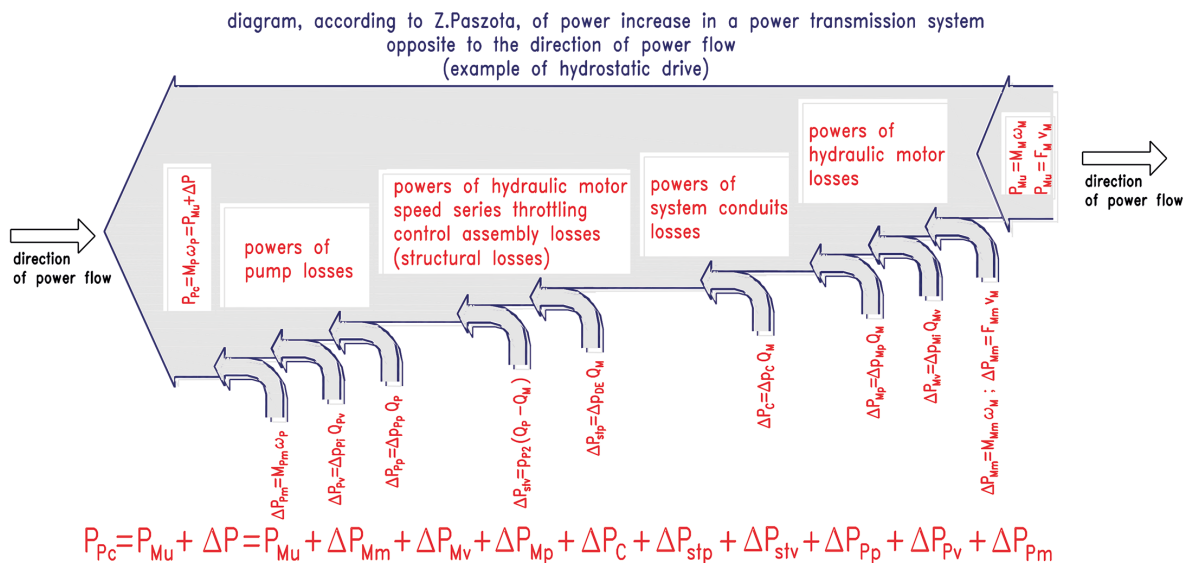 diagram, according to Z.Paszota, of power increase in a power transmission system
opposite to the direction of power flow
(example of hydrostatic drive)
direction
of power flow
P_Pc=M_P ω_P=P_Mu+ΔP
powers of
pump losses
powers of hydraulic motor
speed series throttling
control assembly losses
(structural losses)
powers of
system conduits
losses
powers of
hydraulic motor
losses
P_Mu=M_M ω_M
P_Mu=F_M v_M
direction
of power flow
ΔP_Pm=M_Pm ω_P
ΔP_Pv=Δp_Pi Q_Pv
ΔP_Pp=Δp_Pp Q_P
ΔP_stv=p_P2(Q_P-Q_M)
ΔP_stp=Δp_DE Q_M
ΔP_C=Δp_C Q_M
ΔP_Mp=Δp_Mp Q_M
ΔP_Mv=Δp_Mi Q_Mv
ΔP_Mm=M_Mm ω_M ; ΔP_Mm=F_Mm v_M
P_Pc=P_Mu+ ΔP=P_Mu+ ΔP_Mm+ΔP_Mv+ΔP_Mp+ΔP_C+ΔP_stp+ΔP_stv+ΔP_Pp+ΔP_Pv+ΔP_Pm